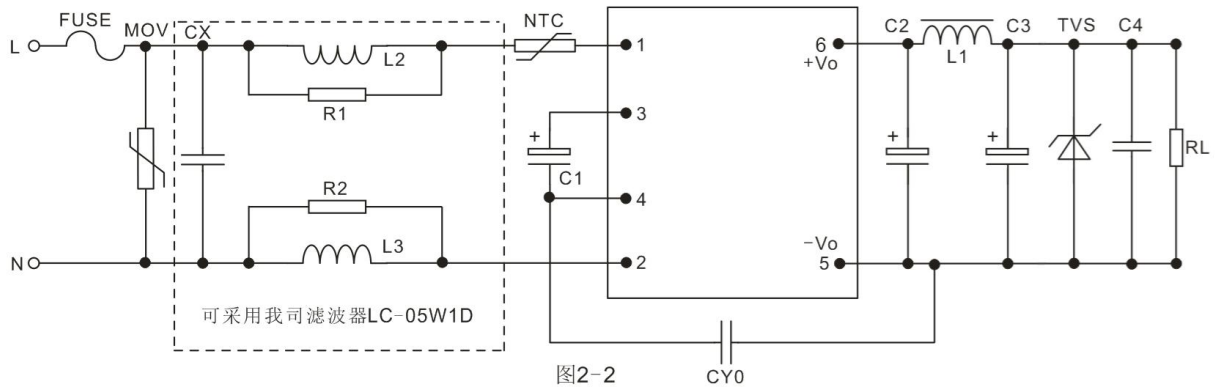 FUSE
MOV
CX
L
L2
R1
NTC
1
3
C1
4
2
R2
L3
N
可采用我司滤波器LC-05W1D
6
+Vo
-Vo
5
C2
L1
C3
TVS
C4
RL
+
+
+
CY0
图2-2